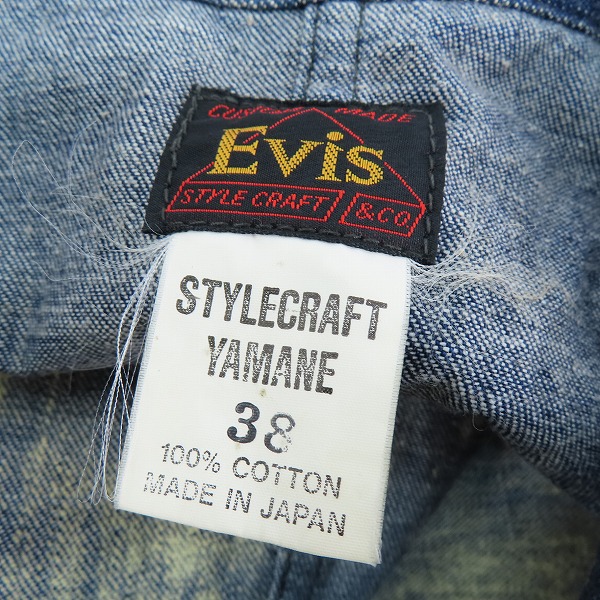 CUSTOM MADE
Evis
STYLE CRAFT & CO
STYLECRAFT
YAMANE
38
100% COTTON
MADE IN JAPAN